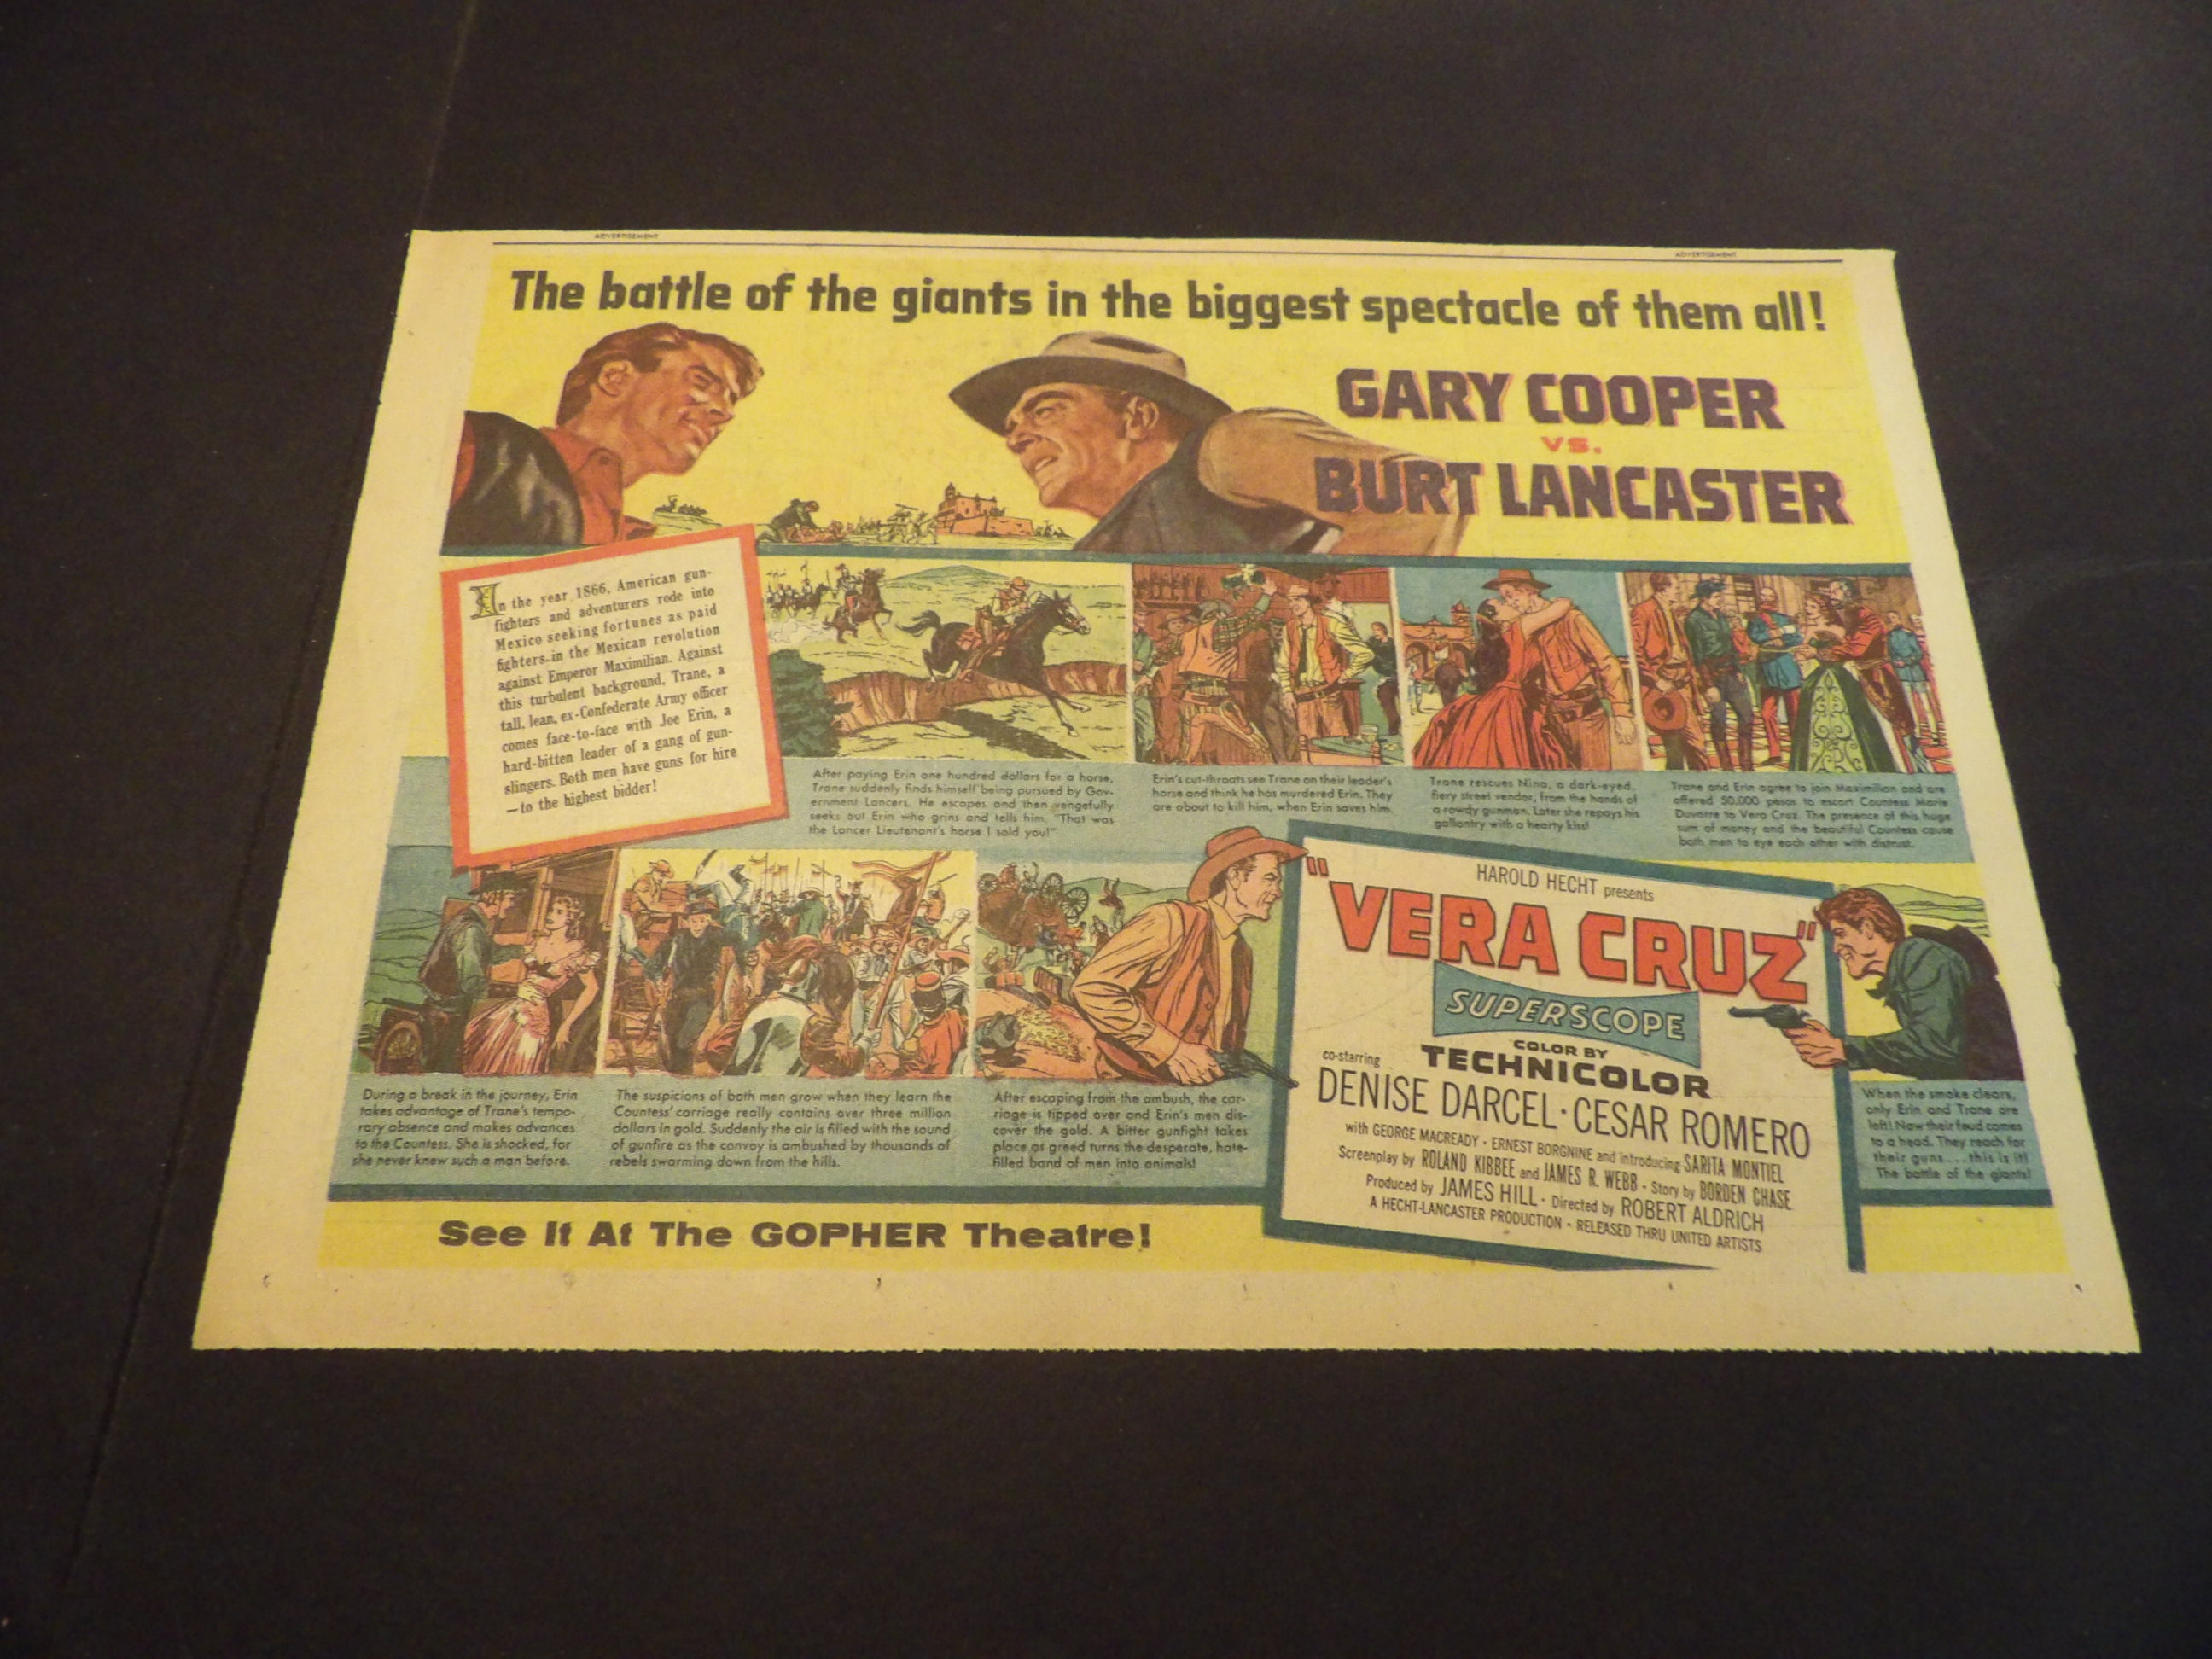 ADVERTISEMENT
ADVERTISEMENT
The battle of the giants in the biggest spectacle of them all!
GARY COOPER
VS.
BURT LANCASTER
In the year 1866, American gun-
fighters and adventurers rode into
Mexico seeking fortunes as paid
fighters in the Mexican revolution
against Emperor Maximilian. Against
this turbulent background, Trane, a
tall, lean, ex-Confederate Army officer
comes face-to-face with Joe Erin, a
hard-bitten leader of a gang of gun-
slingers. Both men have guns for hire
—to the highest bidder!
After paying Erin one hundred dollars for a horse,
Trane suddenly finds himself being pursued by Gov-
ernment Lancers. He escapes and then vengefully
seeks out Erin who grins and tells him, "That was
the Lancer Lieutenant's horse I sold you!"
Erin's cut-throats see Trane on their leader's
horse and think he has murdered Erin. They
are about to kill him, when Erin saves him.
Trane rescues Nina, a dark-eyed,
fiery street vendor, from the hands of
a rowdy gunman. Later she repays his
gallantry with a hearty kiss!
Trane and Erin agree to join Maximilian and are
offered 50,000 pesos to escort Countess Marie
Duvarre to Vera Cruz. The presence of this huge
sum of money and the beautiful Countess cause
both men to eye each other with distrust.
During a break in the journey, Erin
takes advantage of Trane's tempo-
rary absence and makes advances
to the Countess. She is shocked, for
she never knew such a man before.
The suspicions of both men grow when they learn the
Countess' carriage really contains over three million
dollars in gold. Suddenly the air is filled with the sound
of gunfire as the convoy is ambushed by thousands of
rebels swarming down from the hills.
After escaping from the ambush, the car-
riage is tipped over and Erin's men dis-
cover the gold. A bitter gunfight takes
place as greed turns the desperate, hate-
filled band of men into animals!
HAROLD HECHT presents
"VERA CRUZ"
SUPERSCOPE
COLOR BY
TECHNICOLOR
co-starring
DENISE DARCEL · CESAR ROMERO
with GEORGE MACREADY · ERNEST BORGNINE and introducing SARITA MONTIEL
Screenplay by ROLAND KIBBEE and JAMES R. WEBB · Story by BORDEN CHASE
Produced by JAMES HILL · Directed by ROBERT ALDRICH
A HECHT-LANCASTER PRODUCTION · RELEASED THRU UNITED ARTISTS
When the smoke clears,
only Erin and Trane are
left! Now their feud comes
to a head. They reach for
their guns...this is it!
The battle of the giants!
See It At The GOPHER Theatre!